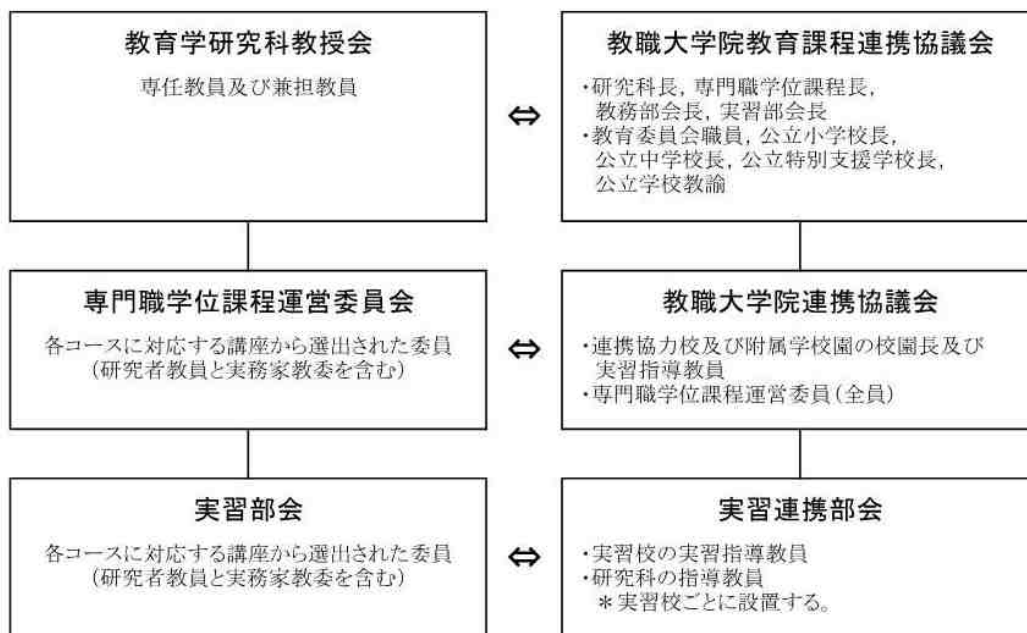 教育学研究科教授会
専任教員及び兼担教員
⇔
教職大学院教育課程連携協議会
・研究科長，専門職学位課程長，
教務部会長，実習部会長
・教育委員会職員，公立小学校長，
公立中学校長，公立特別支援学校長，
公立学校教諭
専門職学位課程運営委員会
各コースに対応する講座から選出された委員
（研究者教員と実務家教委を含む）
⇔
教職大学院連携協議会
・連携協力校及び附属学校園の校園長及び
実習指導教員
・専門職学位課程運営委員（全員）
実習部会
各コースに対応する講座から選出された委員
（研究者教員と実務家教委を含む）
⇔
実習連携部会
・実習校の実習指導教員
・研究科の指導教員
＊実習校ごとに設置する。